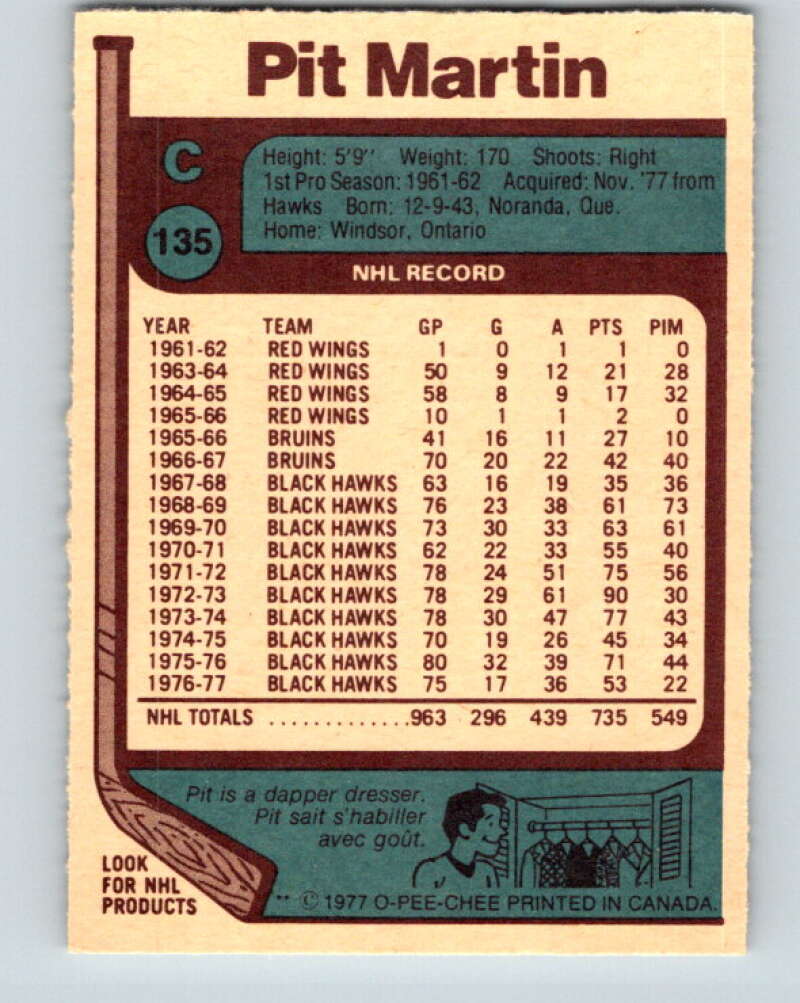 Pit Martin
C
135
Height: 5'9" Weight: 170 Shoots: Right
1st Pro Season: 1961-62 Acquired: Nov. '77 from
Hawks Born: 12-9-43, Noranda, Que.
Home: Windsor, Ontario
NHL RECORD
YEAR TEAM GP G A PTS PIM
1961-62 RED WINGS 1 0 1 1 0
1963-64 RED WINGS 50 9 12 21 28
1964-65 RED WINGS 58 8 9 17 32
1965-66 RED WINGS 10 1 1 2 0
1965-66 BRUINS 41 16 11 27 10
1966-67 BRUINS 70 20 22 42 40
1967-68 BLACK HAWKS 63 16 19 35 36
1968-69 BLACK HAWKS 76 23 38 61 73
1969-70 BLACK HAWKS 73 30 33 63 61
1970-71 BLACK HAWKS 62 22 33 55 40
1971-72 BLACK HAWKS 78 24 51 75 56
1972-73 BLACK HAWKS 78 29 61 90 30
1973-74 BLACK HAWKS 78 30 47 77 43
1974-75 BLACK HAWKS 70 19 26 45 34
1975-76 BLACK HAWKS 80 32 39 71 44
1976-77 BLACK HAWKS 75 17 36 53 22
NHL TOTALS .............963 296 439 735 549
Pit is a dapper dresser.
Pit sait s'habiller
avec goût.
LOOK
FOR NHL
PRODUCTS
** © 1977 O-PEE-CHEE PRINTED IN CANADA.